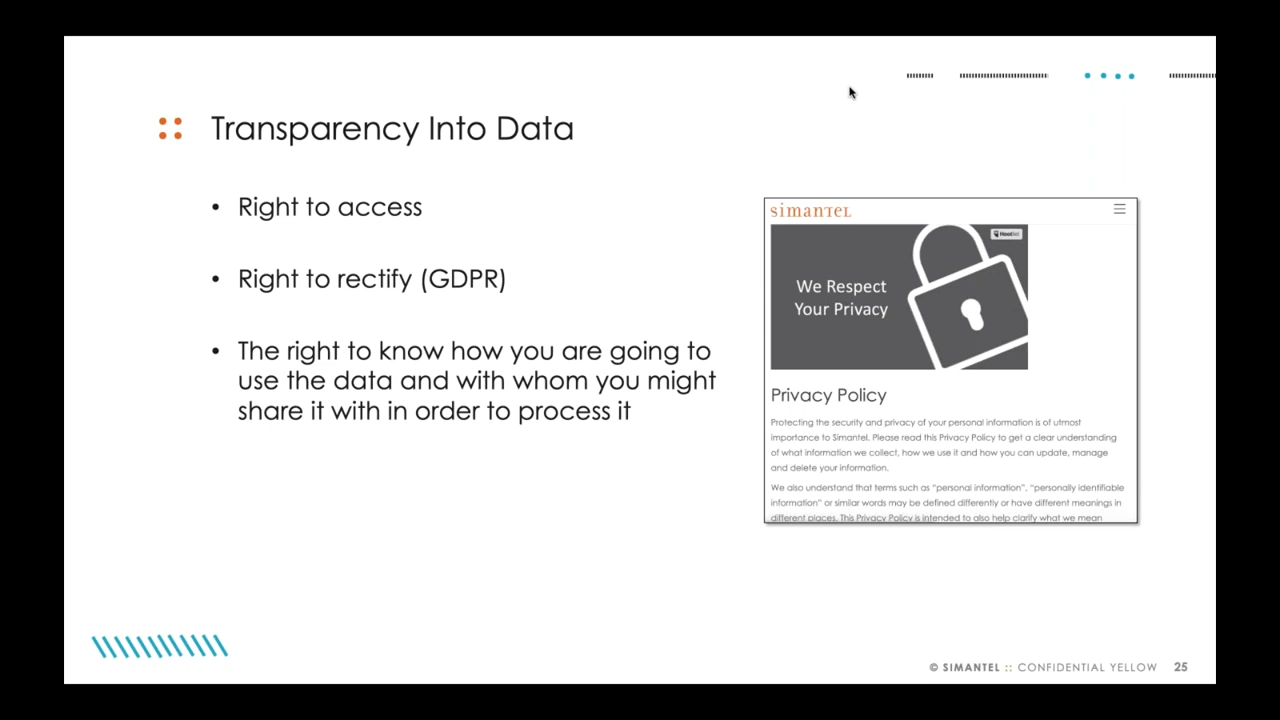 Transparency Into Data
• Right to access
• Right to rectify (GDPR)
• The right to know how you are going to
use the data and with whom you might
share it with in order to process it
simantel
We Respect
Your Privacy
Privacy Policy
Protecting the security and privacy of your personal information is of utmost
importance to Simantel. Please read this Privacy Policy to get a clear understanding
of what information we collect, how we use it and how you can update, manage
and delete your information.
We also understand that terms such as “personal information”, “personally identifiable
information” or similar words may be defined differently or have different meanings in
different places. This Privacy Policy is intended to also help clarify what we mean
© SIMANTEL :: CONFIDENTIAL YELLOW 25